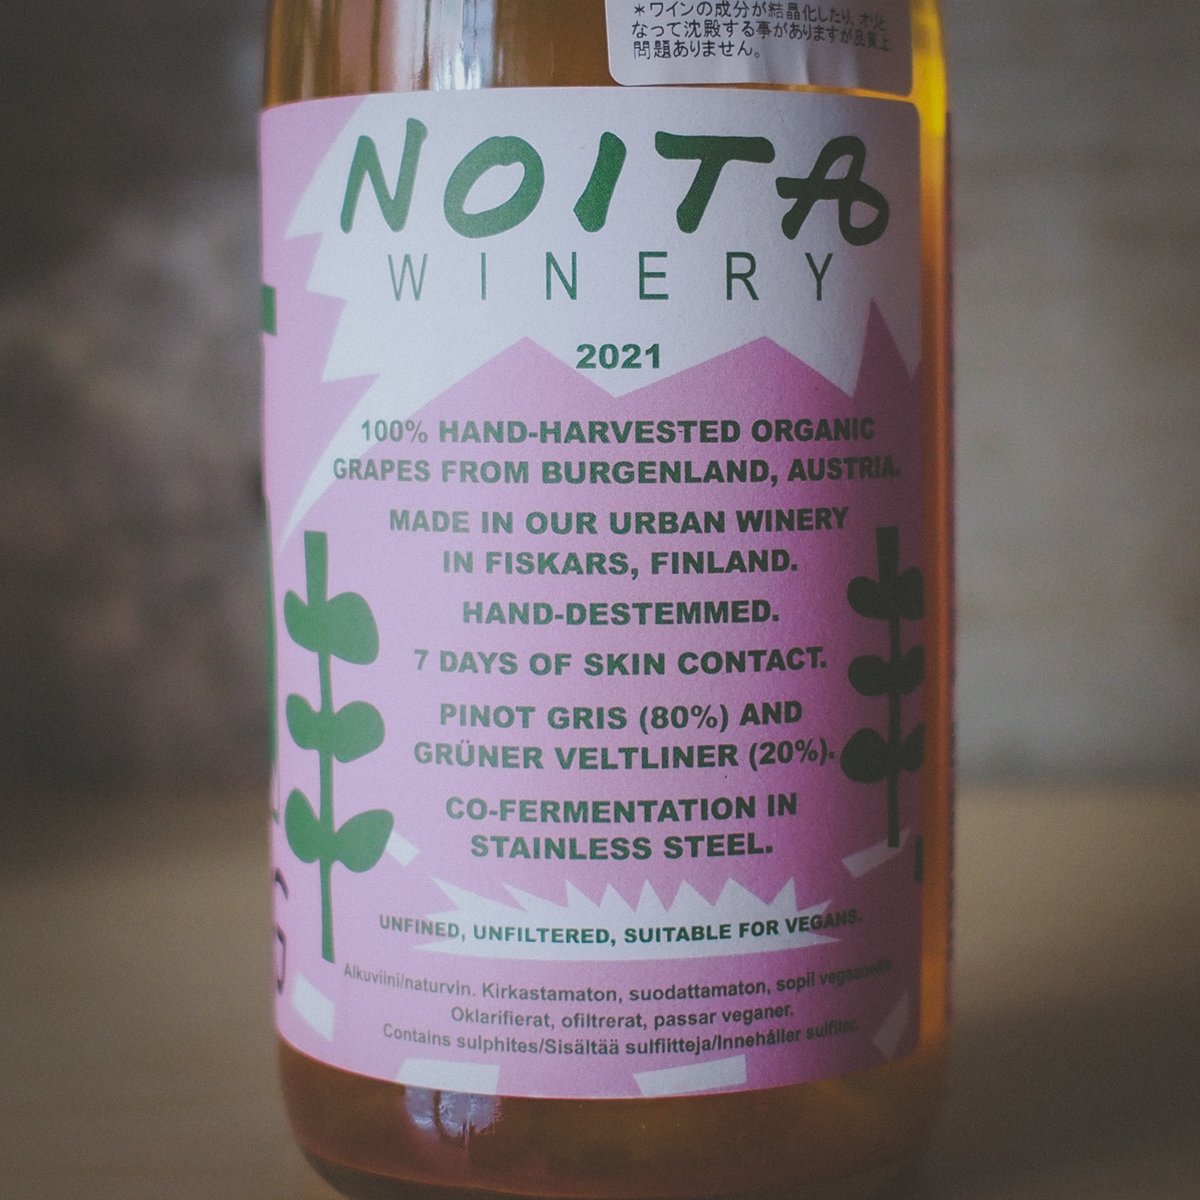 *ワインの成分が結晶化したり、オリと
なって沈殿する事がありますが品質上
問題ありません。
NOITA
WINERY
2021
100% HAND-HARVESTED ORGANIC
GRAPES FROM BURGENLAND, AUSTRIA.
MADE IN OUR URBAN WINERY
IN FISKARS, FINLAND.
HAND-DESTEMMED.
7 DAYS OF SKIN CONTACT.
PINOT GRIS (80%) AND
GRÜNER VELTLINER (20%).
CO-FERMENTATION IN
STAINLESS STEEL.
UNFINED, UNFILTERED, SUITABLE FOR VEGANS.
Alkuviini/naturvin. Kirkastamaton, suodattamaton, sopii vegaaneille.
Oklarifierat, ofiltrerat, passar veganer.
Contains sulphites/Sisältää sulfiitteja/Innehåller sulfiter.